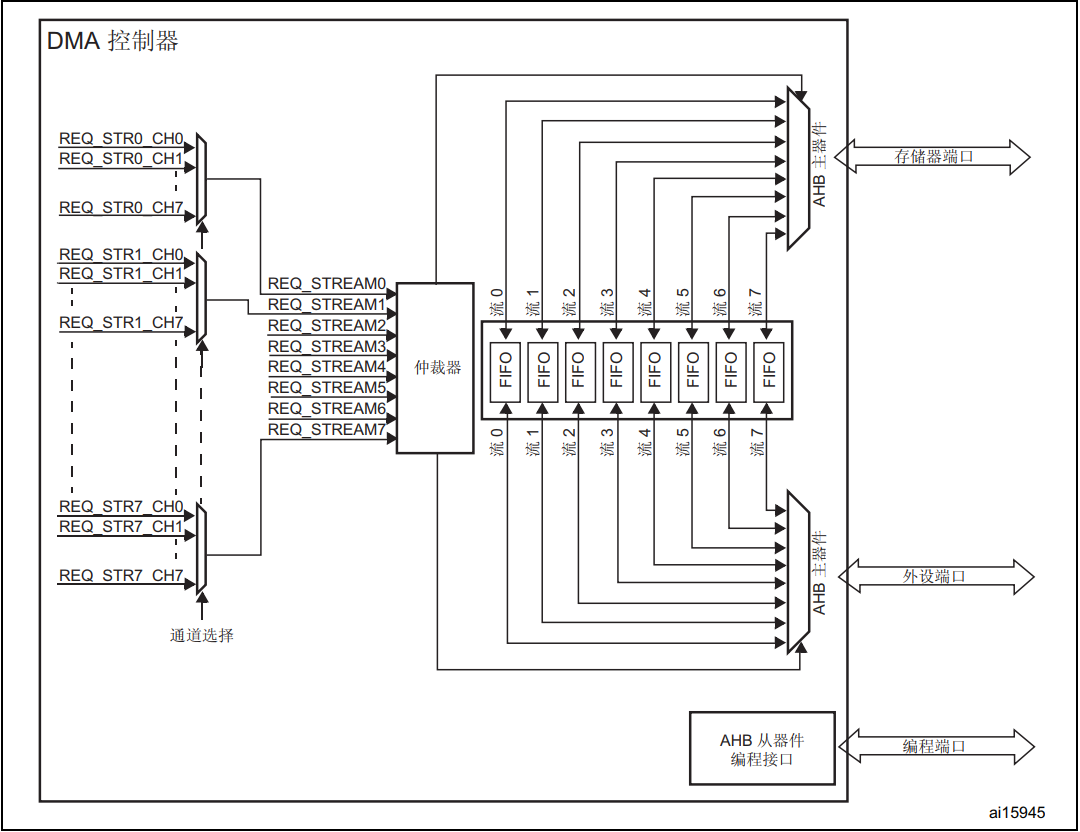 DMA 控制器
REQ_STR0_CH0
REQ_STR0_CH1
REQ_STR0_CH7
REQ_STR1_CH0
REQ_STR1_CH1
REQ_STR1_CH7
REQ_STR7_CH0
REQ_STR7_CH1
REQ_STR7_CH7
通道选择
REQ_STREAM0
REQ_STREAM1
REQ_STREAM2
REQ_STREAM3
REQ_STREAM4
REQ_STREAM5
REQ_STREAM6
REQ_STREAM7
仲裁器
流 0
流 1
流 2
流 3
流 4
流 5
流 6
流 7
FIFO
FIFO
FIFO
FIFO
FIFO
FIFO
FIFO
FIFO
流 0
流 1
流 2
流 3
流 4
流 5
流 6
流 7
AHB 主器件
存储器端口
AHB 主器件
外设端口
AHB 从器件
编程接口
编程端口
ai15945